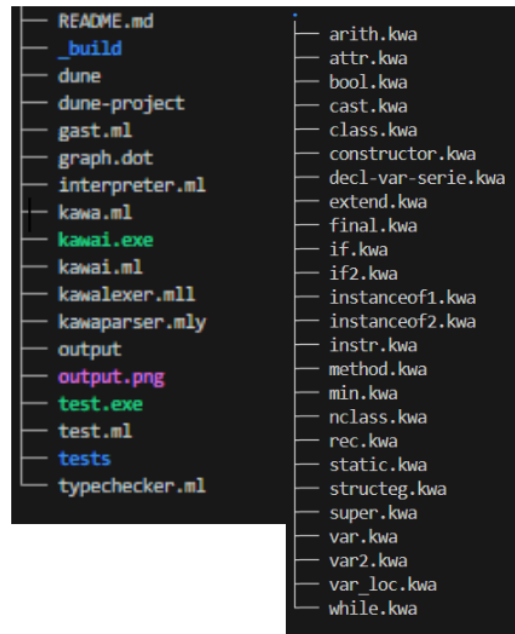 README.md
_build
dune
dune-project
gast.ml
graph.dot
interpreter.ml
kawa.ml
kawai.exe
kawai.ml
kawalexer.mll
kawaparser.mly
output
output.png
test.exe
test.ml
tests
typechecker.ml
.
arith.kwa
attr.kwa
bool.kwa
cast.kwa
class.kwa
constructor.kwa
decl-var-serie.kwa
extend.kwa
final.kwa
if.kwa
if2.kwa
instanceof1.kwa
instanceof2.kwa
instr.kwa
method.kwa
min.kwa
nclass.kwa
rec.kwa
static.kwa
structeg.kwa
super.kwa
var.kwa
var2.kwa
var_loc.kwa
while.kwa